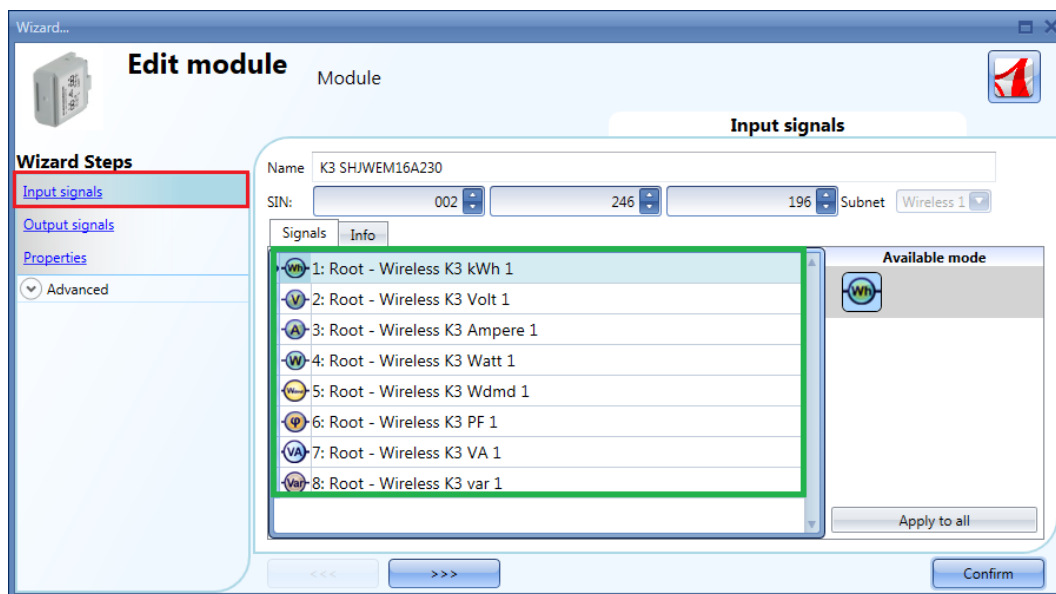 Wizard...
Edit module
Module
Input signals
Wizard Steps
Input signals
Output signals
Properties
Advanced
Name K3 SHJWEM16A230
SIN: 002 246 196 Subnet Wireless 1
Signals Info
Wh 1: Root - Wireless K3 kWh 1
V 2: Root - Wireless K3 Volt 1
A 3: Root - Wireless K3 Ampere 1
W 4: Root - Wireless K3 Watt 1
5: Root - Wireless K3 Wdmd 1
φ 6: Root - Wireless K3 PF 1
VA 7: Root - Wireless K3 VA 1
Var 8: Root - Wireless K3 var 1
Available mode
Wh
Apply to all
<<< >>> Confirm